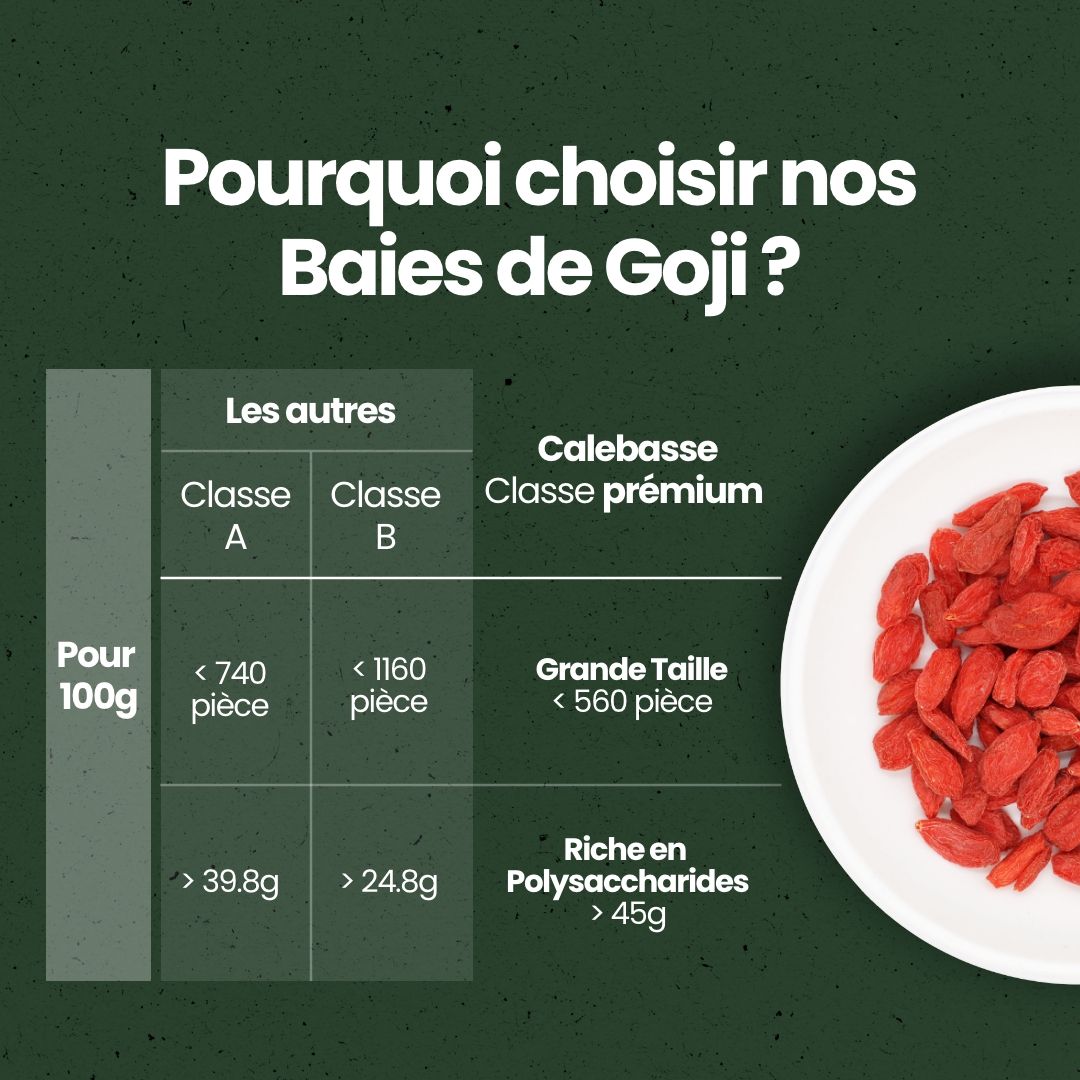 Pourquoi choisir nos
Baies de Goji ?
Les autres
Calebasse
Classe prémium
Classe
A
Classe
B
Pour
100g
< 740
pièce
< 1160
pièce
Grande Taille
< 560 pièce
> 39.8g
> 24.8g
Riche en
Polysaccharides
> 45g